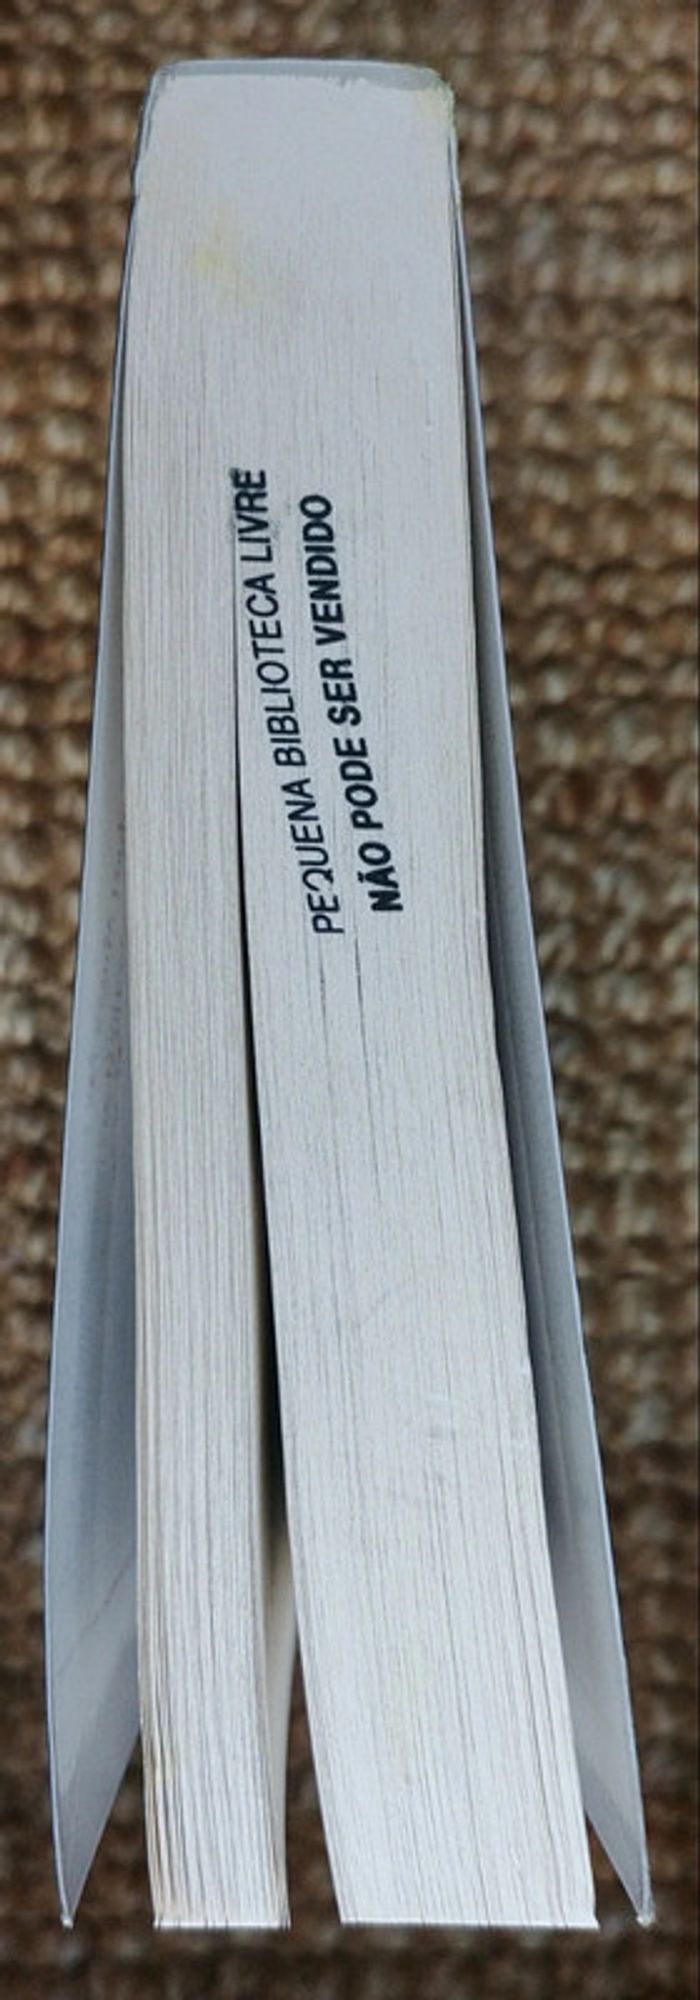 PEQUENA BIBLIOTECA LIVRE
NÃO PODE SER VENDIDO